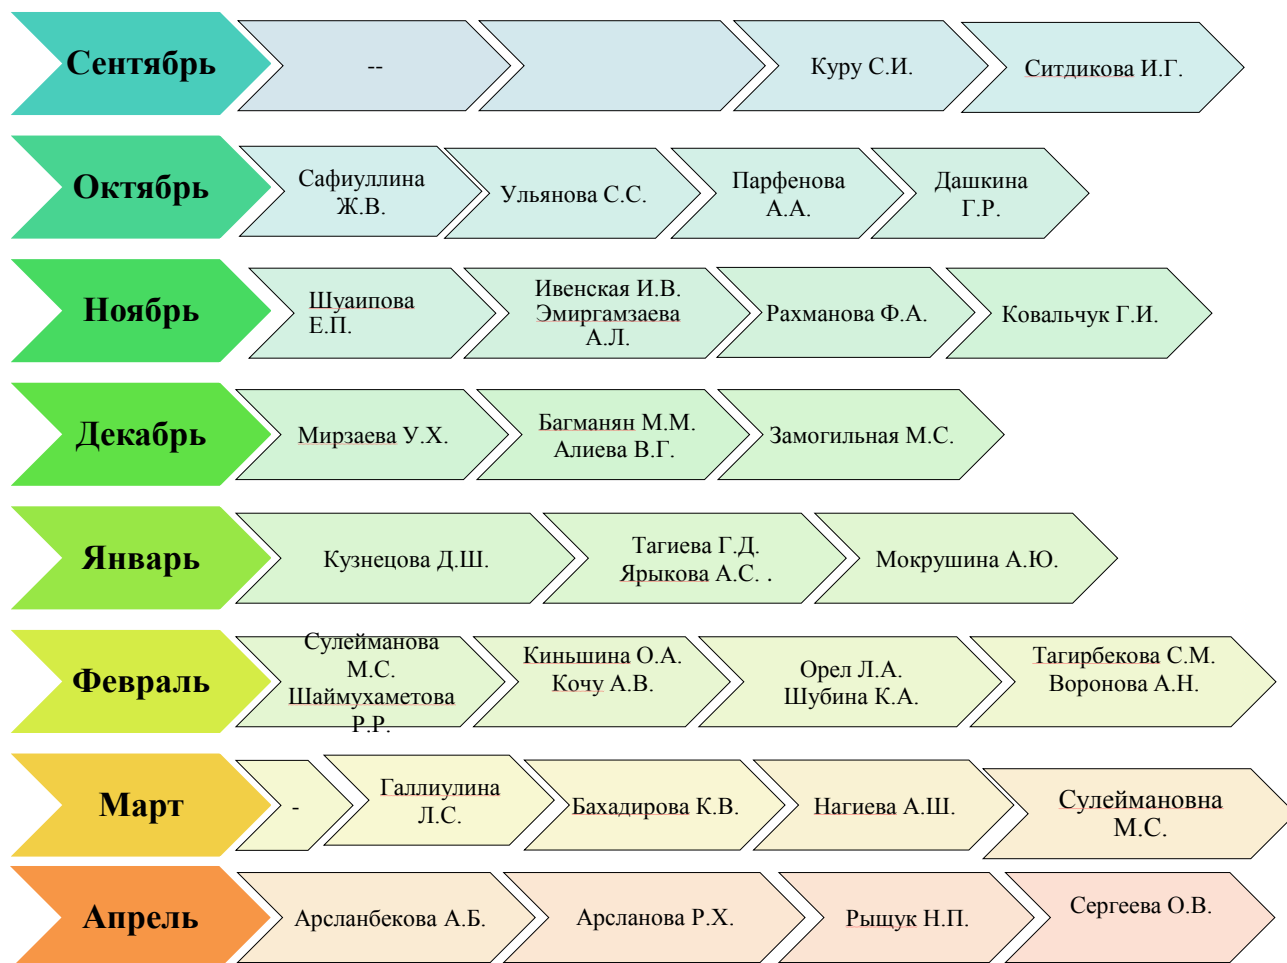 Сентябрь
--
Куру С.И.
Ситдикова И.Г.
Октябрь
Сафиуллина
Ж.В.
Ульянова С.С.
Парфенова
А.А.
Дашкина
Г.Р.
Ноябрь
Шуаипова
Е.П.
Ивенская И.В.
Эмиргамзаева
А.Л.
Рахманова Ф.А.
Ковальчук Г.И.
Декабрь
Мирзаева У.Х.
Багманян М.М.
Алиева В.Г.
Замогильная М.С.
Январь
Кузнецова Д.Ш.
Тагиева Г.Д.
Ярыкова А.С. .
Мокрушина А.Ю.
Февраль
Сулейманова
М.С.
Шаймухаметова
Р.Р.
Киньшина О.А.
Кочу А.В.
Орел Л.А.
Шубина К.А.
Тагирбекова С.М.
Воронова А.Н.
Март
-
Галлиулина
Л.С.
Бахадирова К.В.
Нагиева А.Ш.
Сулеймановна
М.С.
Апрель
Арсланбекова А.Б.
Арсланова Р.Х.
Рыщук Н.П.
Сергеева О.В.